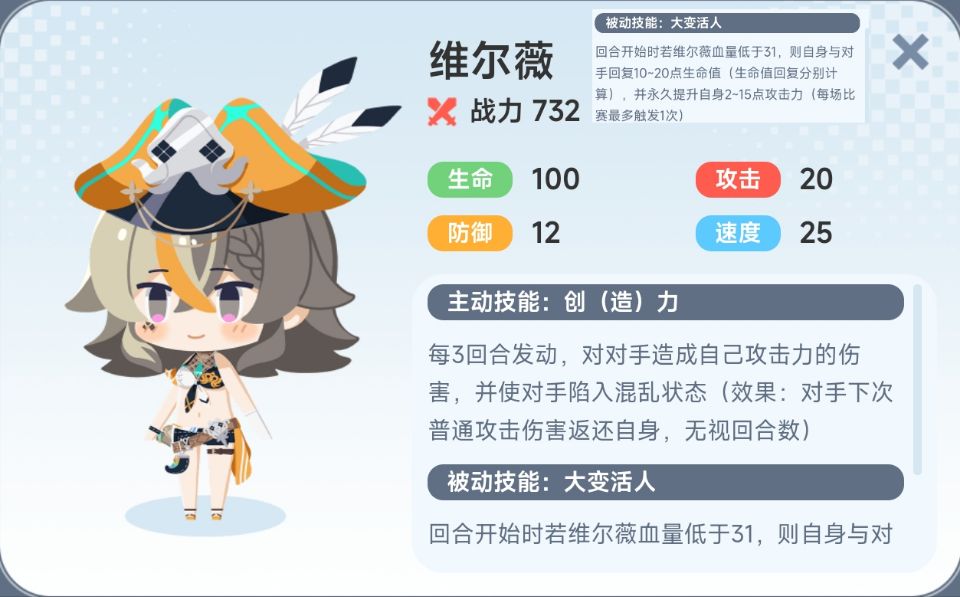 维尔薇
战力 732
被动技能：大变活人
回合开始时若维尔薇血量低于31，则自身与对
手回复10~20点生命值（生命值回复分别计
算），并永久提升自身2~15点攻击力（每场比
赛最多触发1次）
生命 100
攻击 20
防御 12
速度 25
主动技能：创（造）力
每3回合发动，对对手造成自己攻击力的伤
害，并使对手陷入混乱状态（效果：对手下次
普通攻击伤害返还自身，无视回合数）
被动技能：大变活人
回合开始时若维尔薇血量低于31，则自身与对